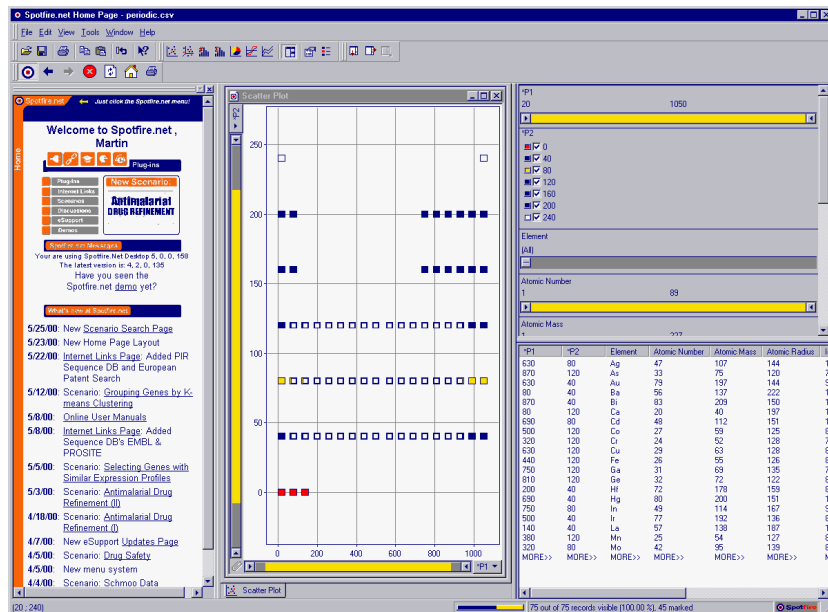 Spotfire.net Home Page - periodic.csv
File Edit View Tools Window Help
Spotfire.net Just click the Spotfire.net menu!
Home
Welcome to Spotfire.net ,
Martin
Plug-ins
Plug-ins
Internet Links
Scenarios
Discussions
eSupport
Demos
New Scenario:
Antimalarial
DRUG REFINEMENT
Spotfire.net Messages
Your are using Spotfire.Net Desktop 5, 0, 0, 158
The latest version is: 4, 2, 0, 135
Have you seen the
Spotfire.net demo yet?
What's new at Spotfire.net
5/25/00: New Scenario Search Page
5/23/00: New Home Page Layout
5/22/00: Internet Links Page: Added PIR
Sequence DB and European
Patent Search
5/12/00: Scenario: Grouping Genes by K-
means Clustering
5/8/00: Online User Manuals
5/8/00: Internet Links Page: Added
Sequence DB's EMBL &
PROSITE
5/5/00: Scenario: Selecting Genes with
Similar Expression Profiles
5/3/00: Scenario: Antimalarial Drug
Refinement (II)
4/18/00: Scenario: Antimalarial Drug
Refinement (I)
4/7/00: New eSupport Updates Page
4/5/00: Scenario: Drug Safety
4/5/00: New menu system
4/4/00: Scenario: Schmoo Data
Scatter Plot
*P2
250
200
150
100
50
0
0 200 400 600 800 1000
*P1
Scatter Plot
*P1
20 1050
*P2
0
40
80
120
160
200
240
Element
(All)
Atomic Number
1 89
Atomic Mass
1 227
*P1 *P2 Element Atomic Number Atomic Mass Atomic Radius
630 80 Ag 47 107 144
870 120 As 33 75 120
630 40 Au 79 197 144
80 40 Ba 56 137 222
870 40 Bi 83 209 150
80 120 Ca 20 40 197
690 80 Cd 48 112 151
500 120 Co 27 59 125
320 120 Cr 24 52 128
630 120 Cu 29 63 128
440 120 Fe 26 55 126
750 120 Ga 31 69 135
810 120 Ge 32 72 122
200 40 Hf 72 178 159
690 40 Hg 80 200 151
750 80 In 49 114 167
500 40 Ir 77 192 136
140 40 La 57 138 187
380 120 Mn 25 54 127
320 80 Mo 42 95 139
MORE>> MORE>> MORE>> MORE>> MORE>> MORE>>
(20 ; 240)
75 out of 75 records visible (100.00 %), 45 marked
Spotfire